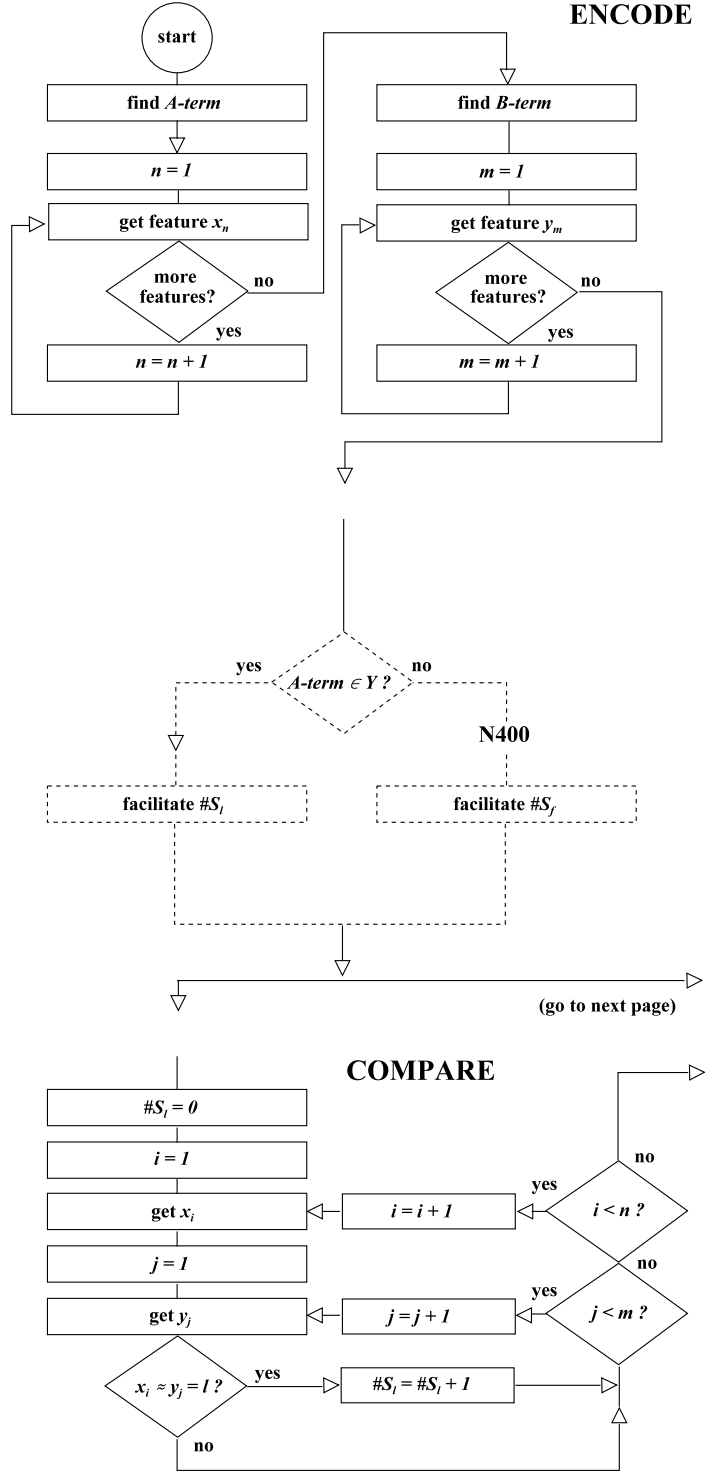 ENCODE
start
find A-term
n = 1
get feature xₙ
more
features?
no
yes
n = n + 1
find B-term
m = 1
get feature yₘ
more
features?
no
yes
m = m + 1
A-term ∈ Y ?
yes
no
N400
facilitate #Sₗ
facilitate #S_f
(go to next page)
COMPARE
#Sₗ = 0
i = 1
get xᵢ
i = i + 1
yes
i < n ?
no
j = 1
get yⱼ
j = j + 1
yes
j < m ?
no
xᵢ ≈ yⱼ = l ?
yes
#Sₗ = #Sₗ + 1
no